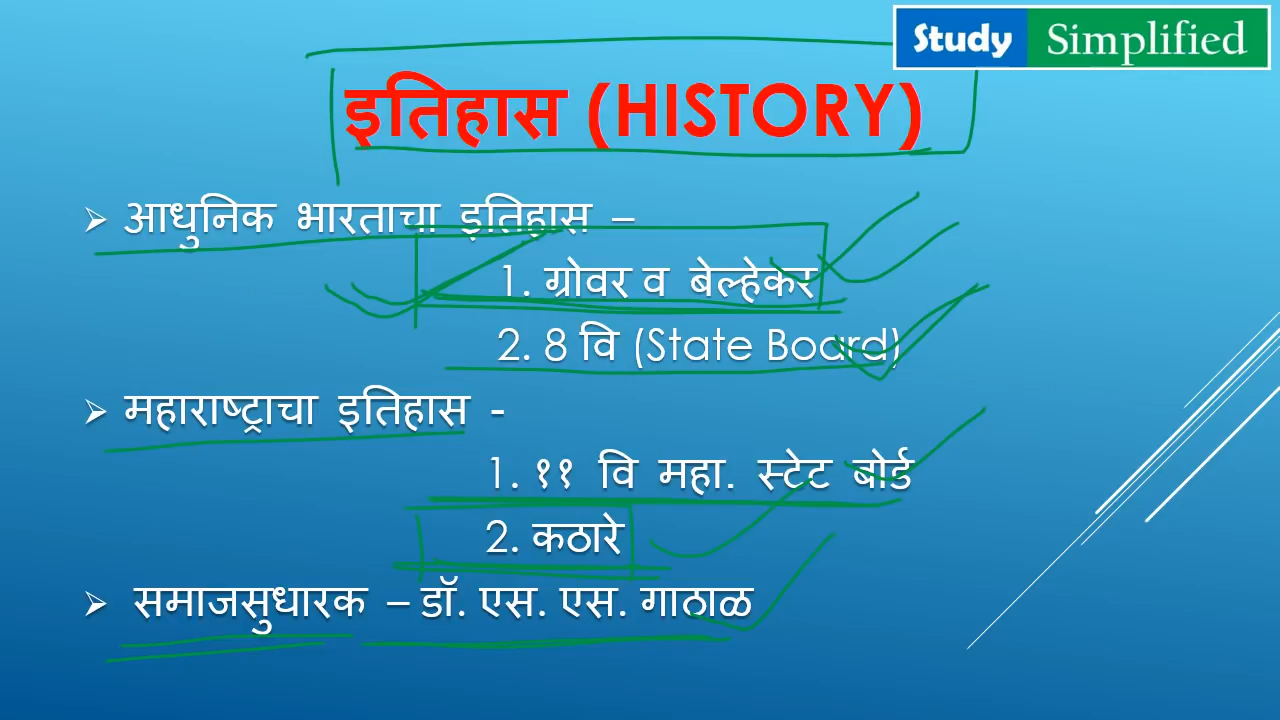 Study Simplified
इतिहास (HISTORY)
➢ आधुनिक भारताचा इतिहास –
1. ग्रोवर व बेल्हेकर
2. 8 वि (State Board)
➢ महाराष्ट्राचा इतिहास -
1. ११ वि महा. स्टेट बोर्ड
2. कठारे
➢ समाजसुधारक – डॉ. एस. एस. गाठाळ